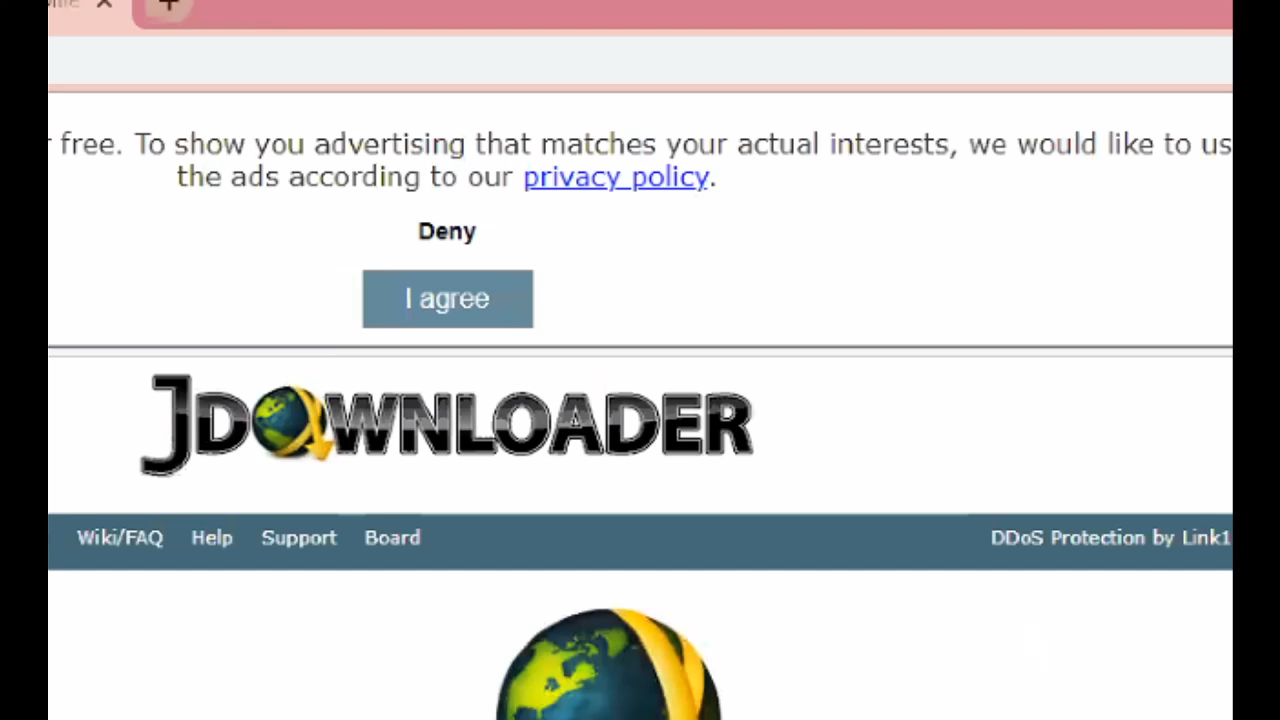 free. To show you advertising that matches your actual interests, we would like to us
the ads according to our privacy policy.
Deny
I agree
JDOWNLOADER
Wiki/FAQ Help Support Board DDoS Protection by Link1